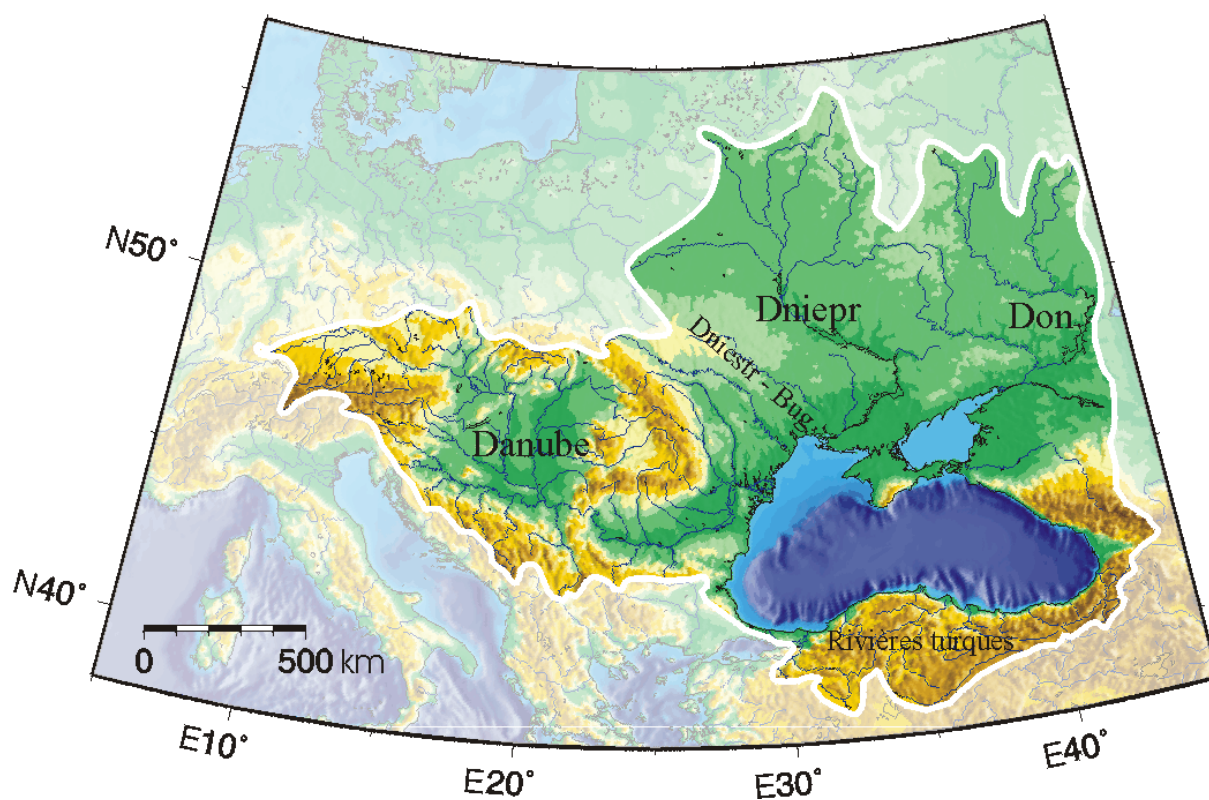 N50°
Dniepr
Don
Dniestr - Bug
Danube
N40°
0 500 km
Rivières turques
E10°
E20°
E30°
E40°